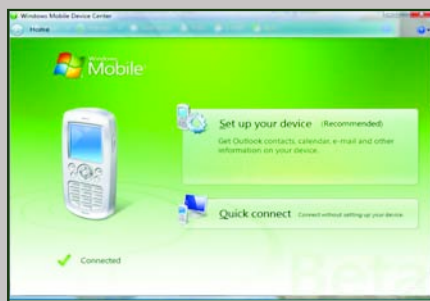 Windows Mobile Device Center
Home
Windows
Mobile
Set up your device (Recommended)
Get Outlook contacts, calendar, e-mail and other
information on your device.
Quick connect Connect without setting up your device.
Connected
Beta